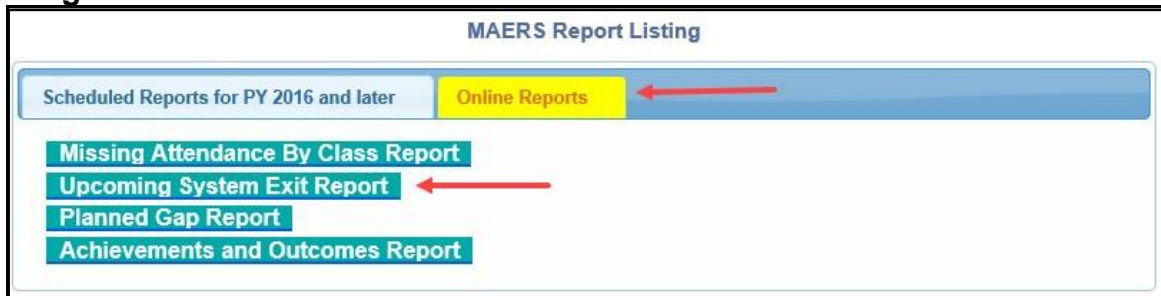 MAERS Report Listing
Scheduled Reports for PY 2016 and later Online Reports
Missing Attendance By Class Report
Upcoming System Exit Report
Planned Gap Report
Achievements and Outcomes Report